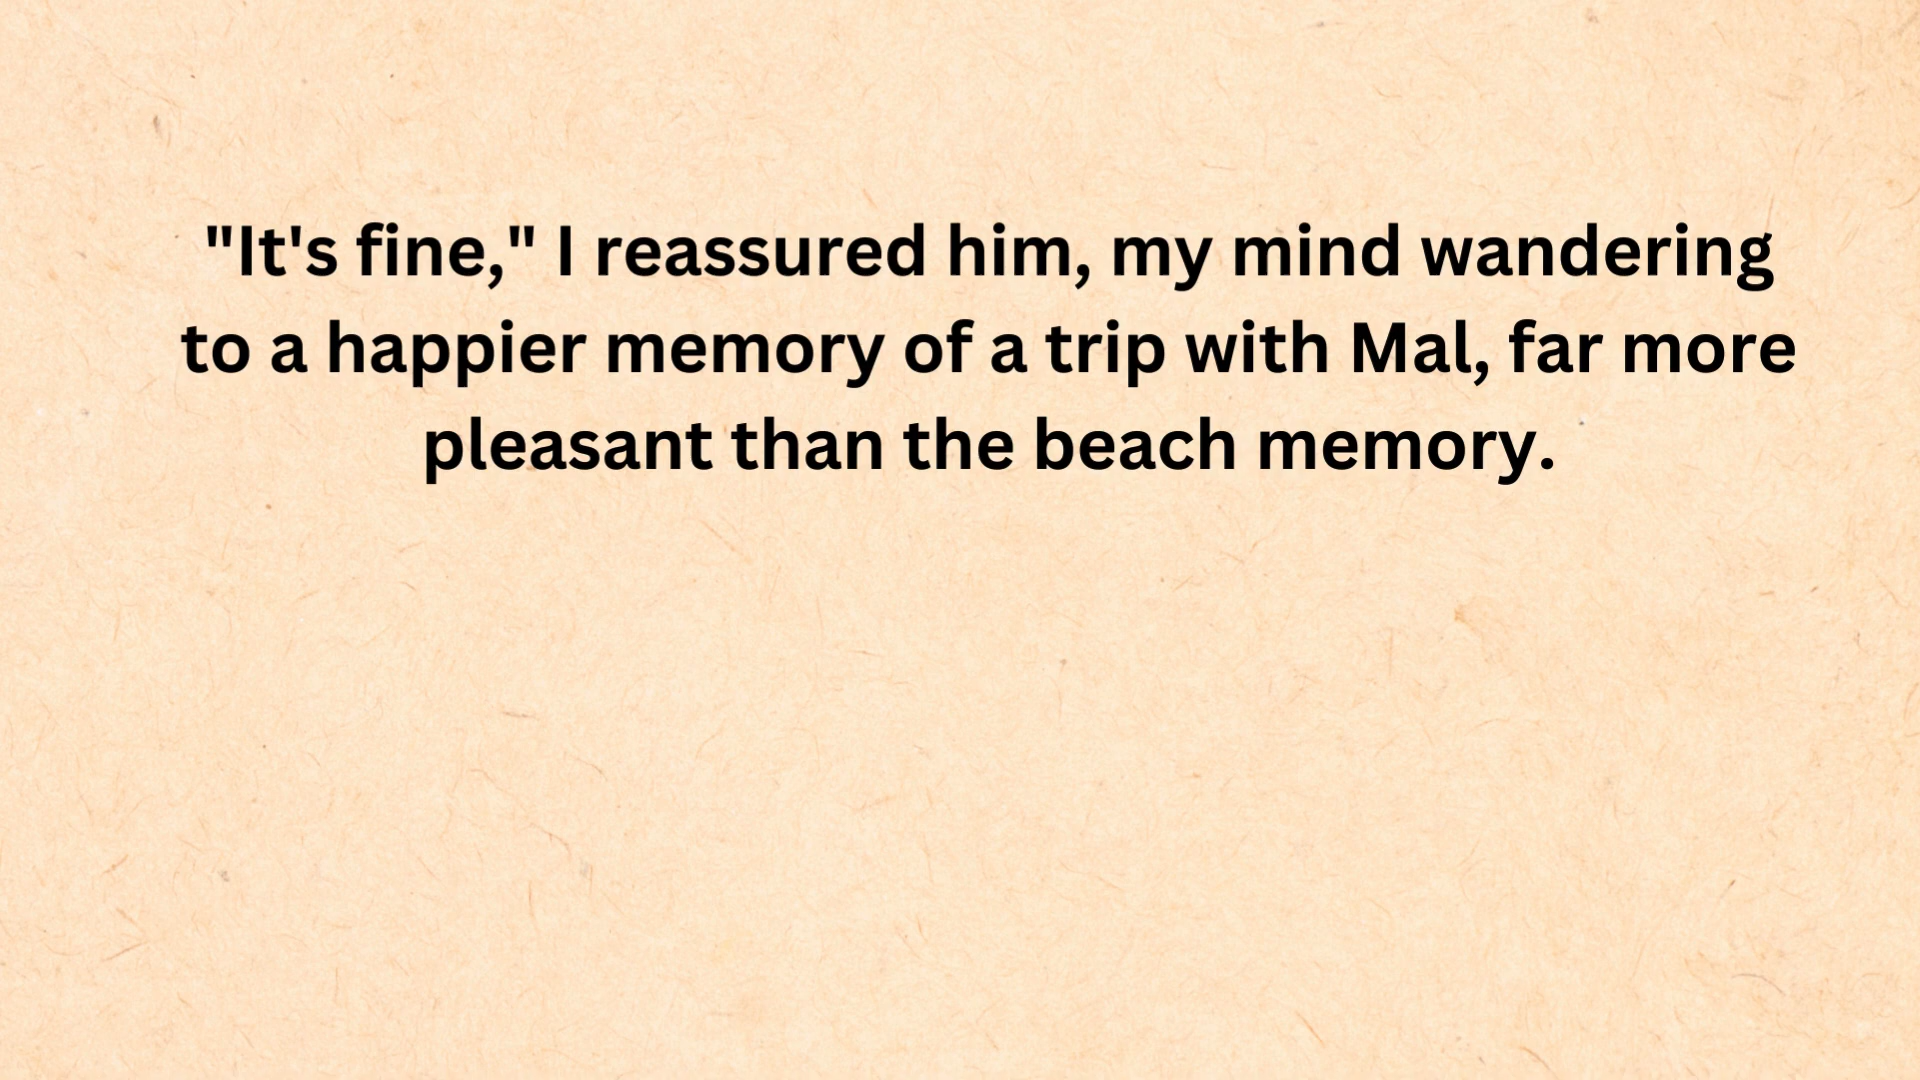 "It's fine," I reassured him, my mind wandering
to a happier memory of a trip with Mal, far more
pleasant than the beach memory.